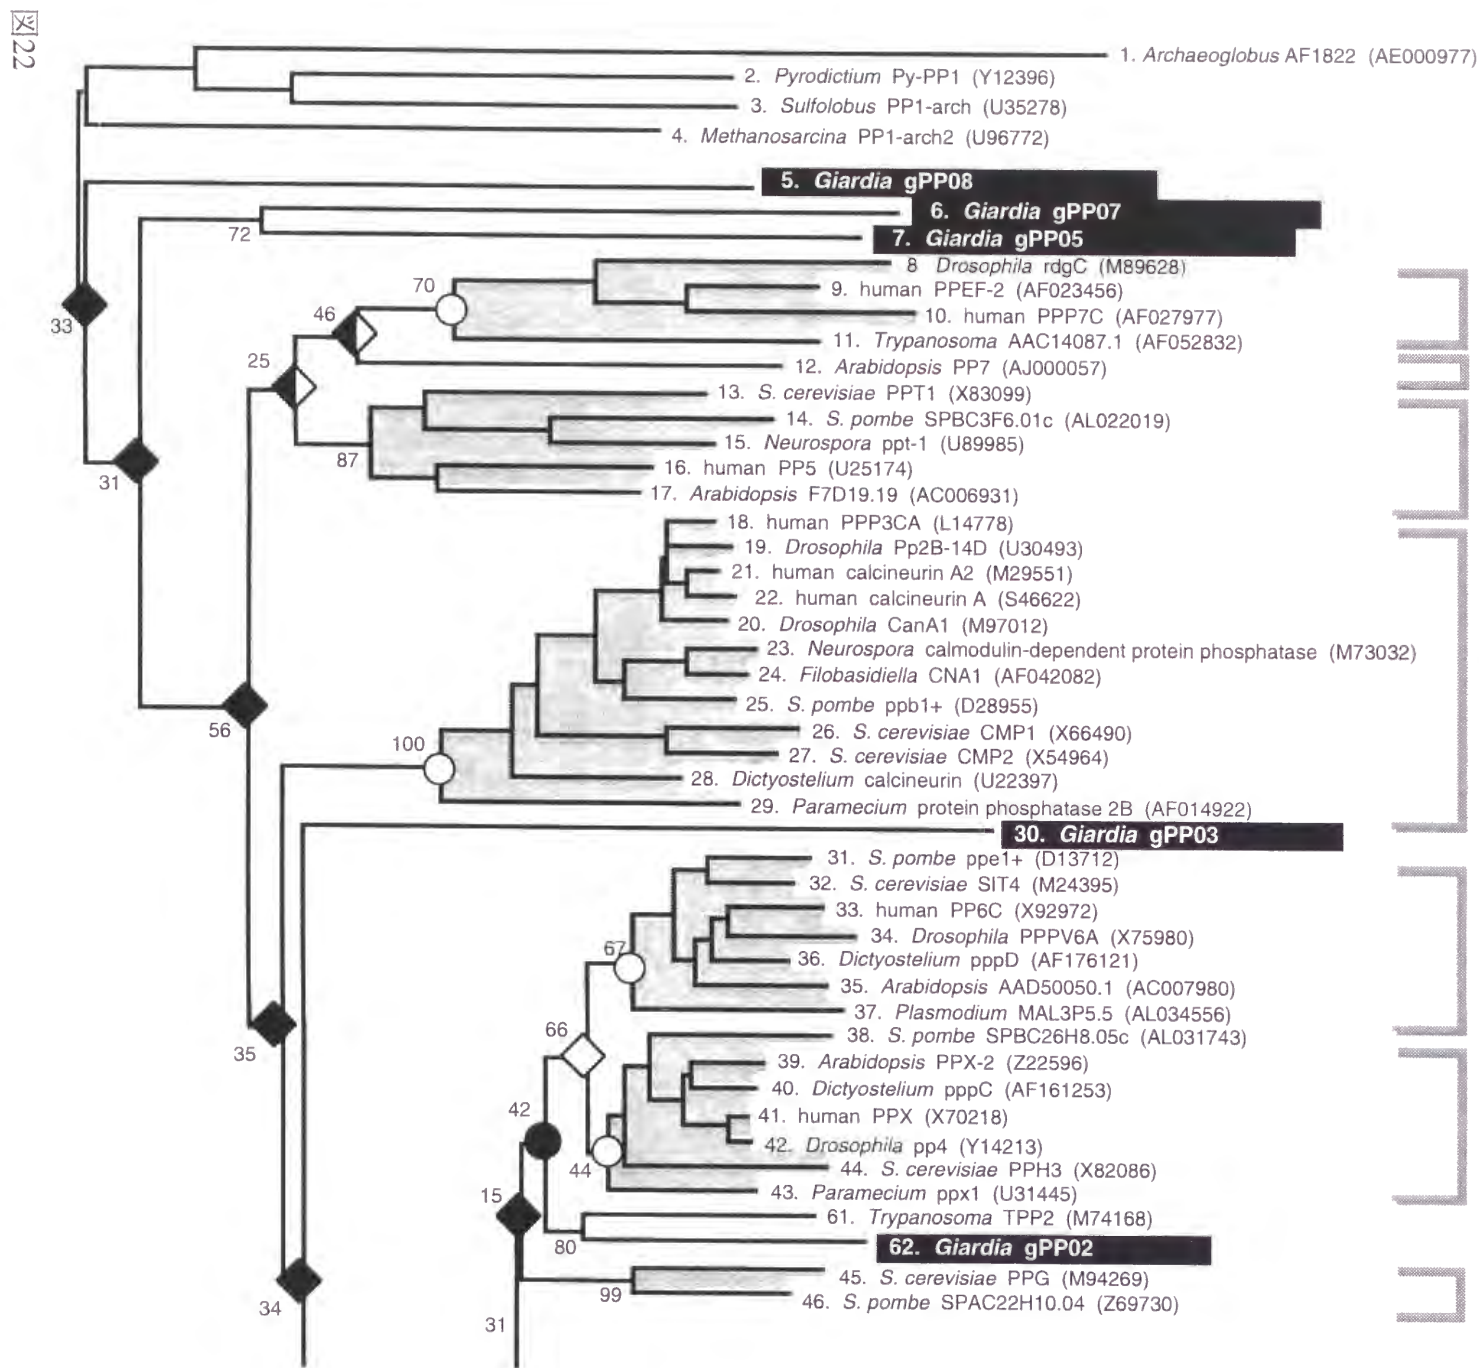 図22
1. Archaeoglobus AF1822 (AE000977)
2. Pyrodictium Py-PP1 (Y12396)
3. Sulfolobus PP1-arch (U35278)
4. Methanosarcina PP1-arch2 (U96772)
5. Giardia gPP08
6. Giardia gPP07
72
7. Giardia gPP05
8 Drosophila rdgC (M89628)
70
9. human PPEF-2 (AF023456)
46
10. human PPP7C (AF027977)
33
11. Trypanosoma AAC14087.1 (AF052832)
25
12. Arabidopsis PP7 (AJ000057)
13. S. cerevisiae PPT1 (X83099)
14. S. pombe SPBC3F6.01c (AL022019)
15. Neurospora ppt-1 (U89985)
87
16. human PP5 (U25174)
31
17. Arabidopsis F7D19.19 (AC006931)
18. human PPP3CA (L14778)
19. Drosophila Pp2B-14D (U30493)
21. human calcineurin A2 (M29551)
22. human calcineurin A (S46622)
20. Drosophila CanA1 (M97012)
23. Neurospora calmodulin-dependent protein phosphatase (M73032)
24. Filobasidiella CNA1 (AF042082)
25. S. pombe ppb1+ (D28955)
56
26. S. cerevisiae CMP1 (X66490)
100
27. S. cerevisiae CMP2 (X54964)
28. Dictyostelium calcineurin (U22397)
29. Paramecium protein phosphatase 2B (AF014922)
30. Giardia gPP03
31. S. pombe ppe1+ (D13712)
32. S. cerevisiae SIT4 (M24395)
33. human PP6C (X92972)
34. Drosophila PPPV6A (X75980)
67
36. Dictyostelium pppD (AF176121)
35. Arabidopsis AAD50050.1 (AC007980)
37. Plasmodium MAL3P5.5 (AL034556)
66
38. S. pombe SPBC26H8.05c (AL031743)
35
39. Arabidopsis PPX-2 (Z22596)
40. Dictyostelium pppC (AF161253)
42
41. human PPX (X70218)
42. Drosophila pp4 (Y14213)
44
44. S. cerevisiae PPH3 (X82086)
15
43. Paramecium ppx1 (U31445)
61. Trypanosoma TPP2 (M74168)
80
62. Giardia gPP02
45. S. cerevisiae PPG (M94269)
99
34
46. S. pombe SPAC22H10.04 (Z69730)
31